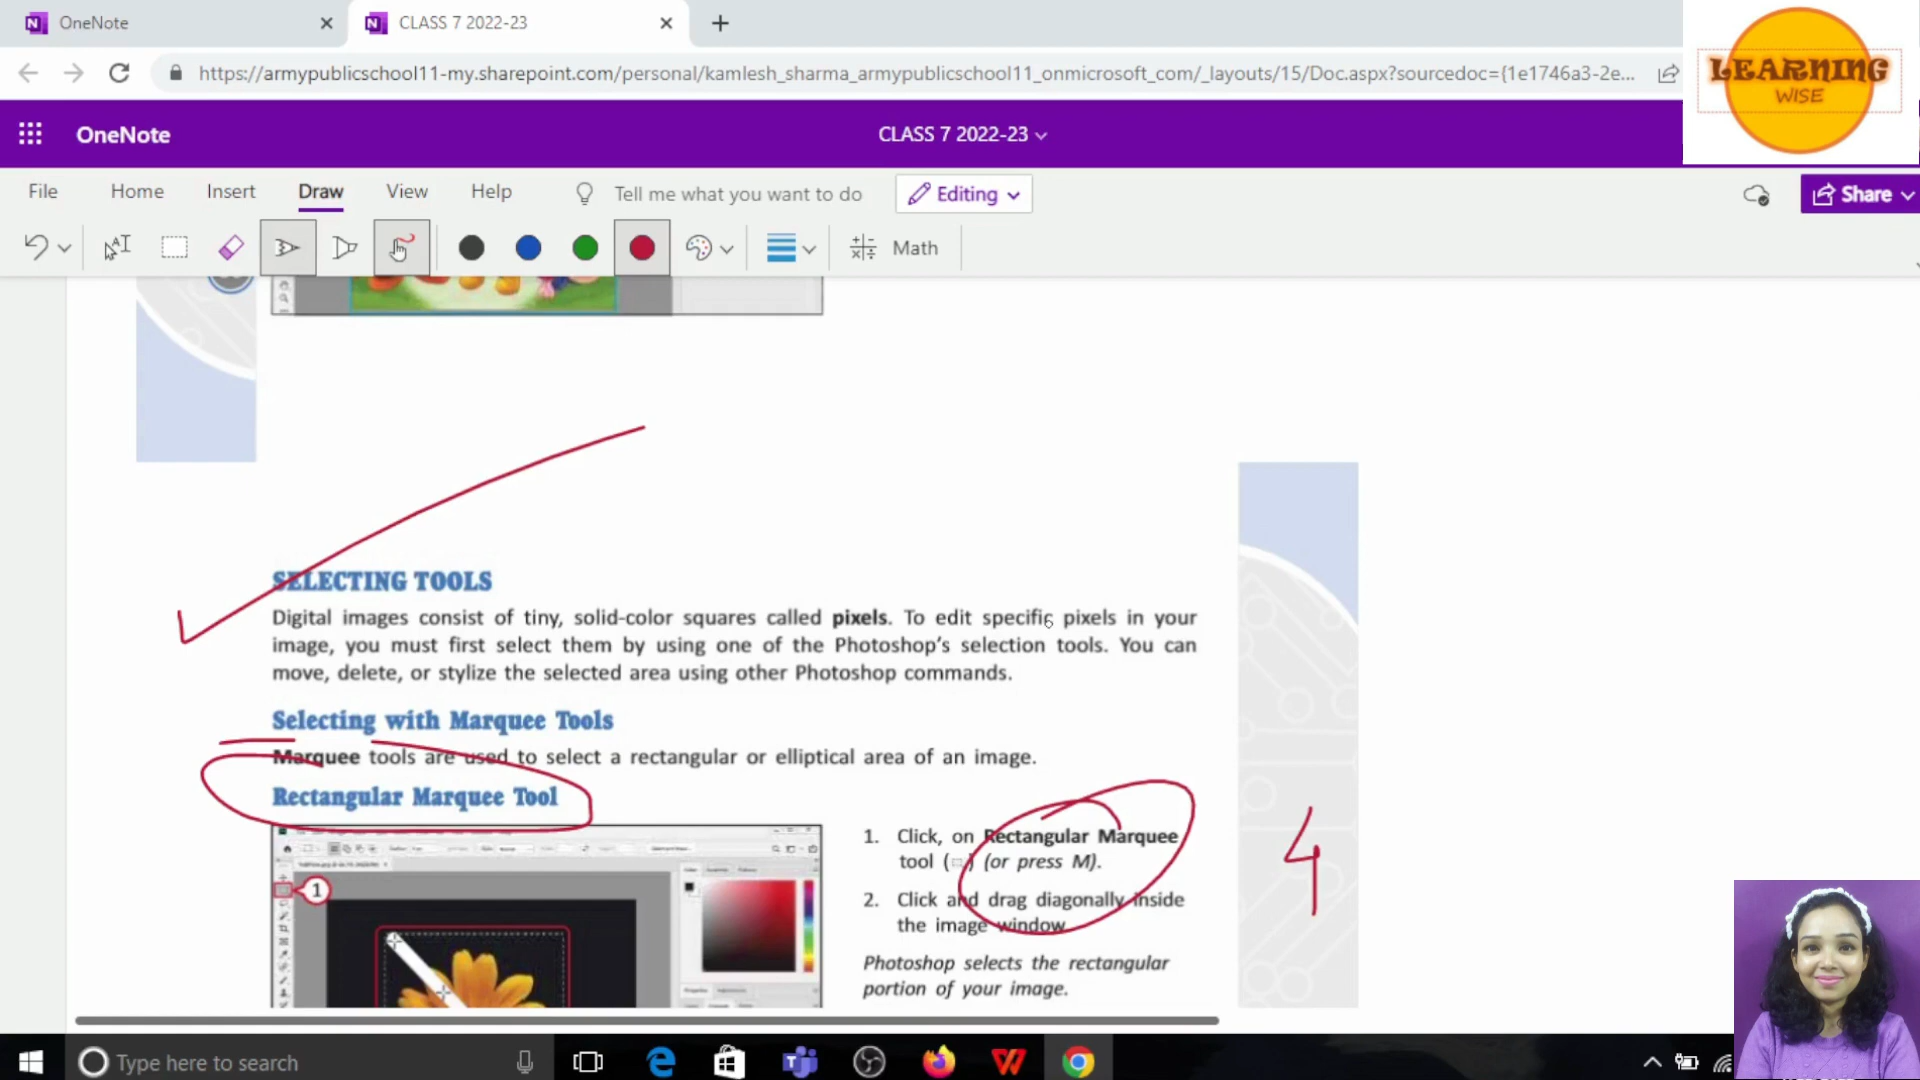 OneNote
CLASS 7 2022-23
https://armypublicschool11-my.sharepoint.com/personal/kamlesh_sharma_armypublicschool11_onmicrosoft_com/_layouts/15/Doc.aspx?sourcedoc={1e1746a3-2e...
LEARNING
WISE
OneNote
CLASS 7 2022-23
File Home Insert Draw View Help Tell me what you want to do Editing Share
Math
SELECTING TOOLS
Digital images consist of tiny, solid-color squares called pixels. To edit specific pixels in your
image, you must first select them by using one of the Photoshop's selection tools. You can
move, delete, or stylize the selected area using other Photoshop commands.
Selecting with Marquee Tools
Marquee tools are used to select a rectangular or elliptical area of an image.
Rectangular Marquee Tool
1. Click, on Rectangular Marquee
tool ( ) (or press M).
2. Click and drag diagonally inside
the image window.
Photoshop selects the rectangular
portion of your image.
1
4
Type here to search